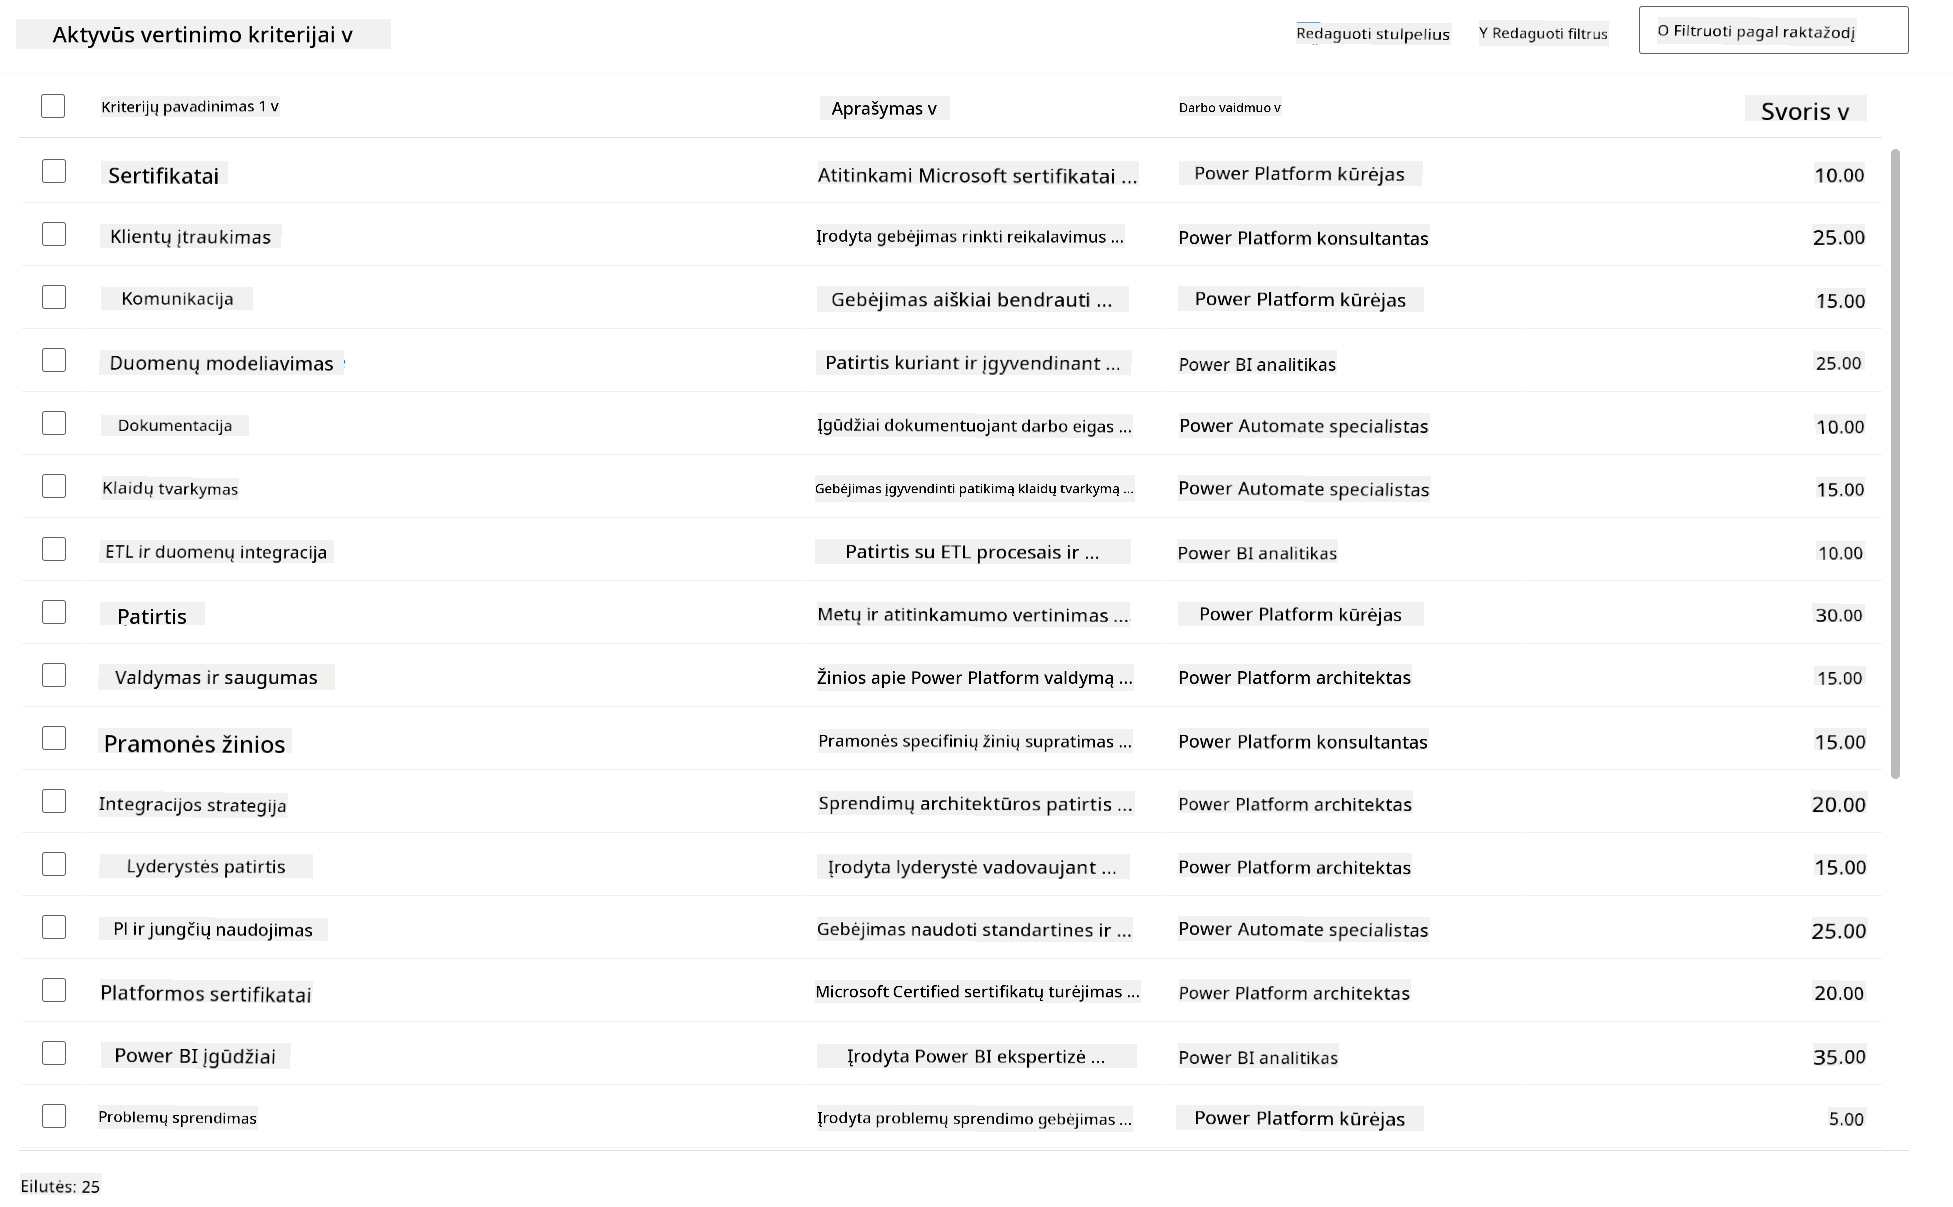 Aktyvūs vertinimo kriterijai v
Redaguoti stulpelius
Y Redaguoti filtrus
O Filtruoti pagal raktažodį
Kriterijų pavadinimas 1 v Aprašymas v Darbo vaidmuo v Svoris v
Sertifikatai Atitinkami Microsoft sertifikatai ... Power Platform kūrėjas 10.00
Klientų įtraukimas Įrodyta gebėjimas rinkti reikalavimus ... Power Platform konsultantas 25.00
Komunikacija Gebėjimas aiškiai bendrauti ... Power Platform kūrėjas 15.00
Duomenų modeliavimas Patirtis kuriant ir įgyvendinant ... Power BI analitikas 25.00
Dokumentacija Įgūdžiai dokumentuojant darbo eigas ... Power Automate specialistas 10.00
Klaidų tvarkymas Gebėjimas įgyvendinti patikimą klaidų tvarkymą ... Power Automate specialistas 15.00
ETL ir duomenų integracija Patirtis su ETL procesais ir ... Power BI analitikas 10.00
Patirtis Metų ir atitinkamumo vertinimas ... Power Platform kūrėjas 30.00
Valdymas ir saugumas Žinios apie Power Platform valdymą ... Power Platform architektas 15.00
Pramonės žinios Pramonės specifinių žinių supratimas ... Power Platform konsultantas 15.00
Integracijos strategija Sprendimų architektūros patirtis ... Power Platform architektas 20.00
Lyderystės patirtis Įrodyta lyderystė vadovaujant ... Power Platform architektas 15.00
PI ir jungčių naudojimas Gebėjimas naudoti standartines ir ... Power Automate specialistas 25.00
Platformos sertifikatai Microsoft Certified sertifikatų turėjimas ... Power Platform architektas 20.00
Power BI įgūdžiai Įrodyta Power BI ekspertizė ... Power BI analitikas 35.00
Problemų sprendimas Įrodyta problemų sprendimo gebėjimas ... Power Platform kūrėjas 5.00
Eilutės: 25